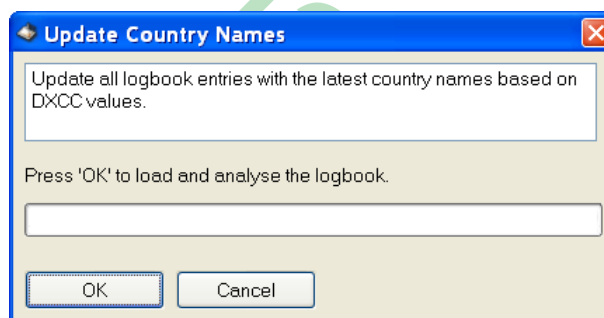 Update Country Names
Update all logbook entries with the latest country names based on
DXCC values.
Press 'OK' to load and analyse the logbook.
OK
Cancel